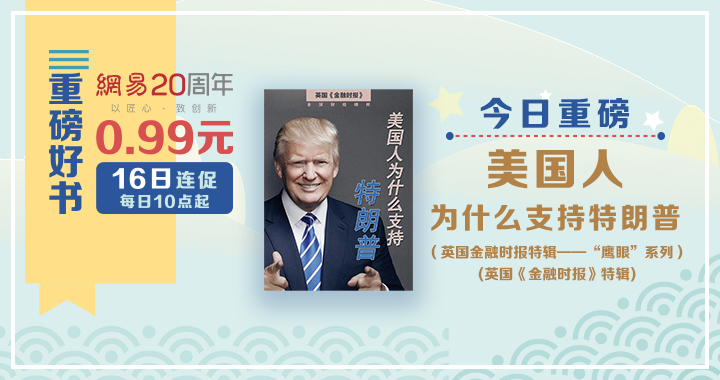 重磅好书
網易20周年
以匠心·致创新
0.99元
16日连促
每日10点起
英国《金融时报》
美国人为什么支持
特朗普
今日重磅
美国人
为什么支持特朗普
(英国金融时报特辑——“鹰眼”系列)
(英国《金融时报》特辑)